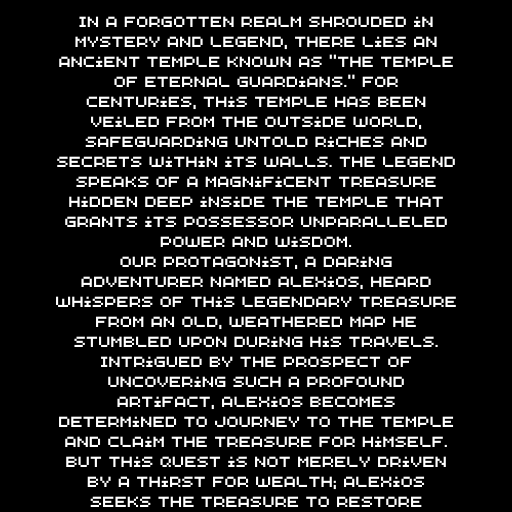 IN A FORGOTTEN REALM SHROUDED IN
MYSTERY AND LEGEND, THERE LIES AN
ANCIENT TEMPLE KNOWN AS "THE TEMPLE
OF ETERNAL GUARDIANS." FOR
CENTURIES, THIS TEMPLE HAS BEEN
VEILED FROM THE OUTSIDE WORLD,
SAFEGUARDING UNTOLD RICHES AND
SECRETS WITHIN ITS WALLS. THE LEGEND
SPEAKS OF A MAGNIFICENT TREASURE
HIDDEN DEEP INSIDE THE TEMPLE THAT
GRANTS ITS POSSESSOR UNPARALLELED
POWER AND WISDOM.
OUR PROTAGONIST, A DARING
ADVENTURER NAMED ALEXIOS, HEARD
WHISPERS OF THIS LEGENDARY TREASURE
FROM AN OLD, WEATHERED MAP HE
STUMBLED UPON DURING HIS TRAVELS.
INTRIGUED BY THE PROSPECT OF
UNCOVERING SUCH A PROFOUND
ARTIFACT, ALEXIOS BECOMES
DETERMINED TO JOURNEY TO THE TEMPLE
AND CLAIM THE TREASURE FOR HIMSELF.
BUT THIS QUEST IS NOT MERELY DRIVEN
BY A THIRST FOR WEALTH; ALEXIOS
SEEKS THE TREASURE TO RESTORE